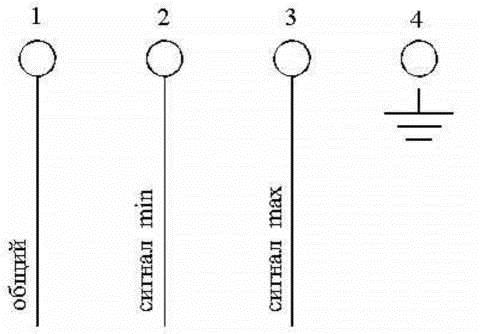 1 2 3 4
общий
сигнал min
сигнал max